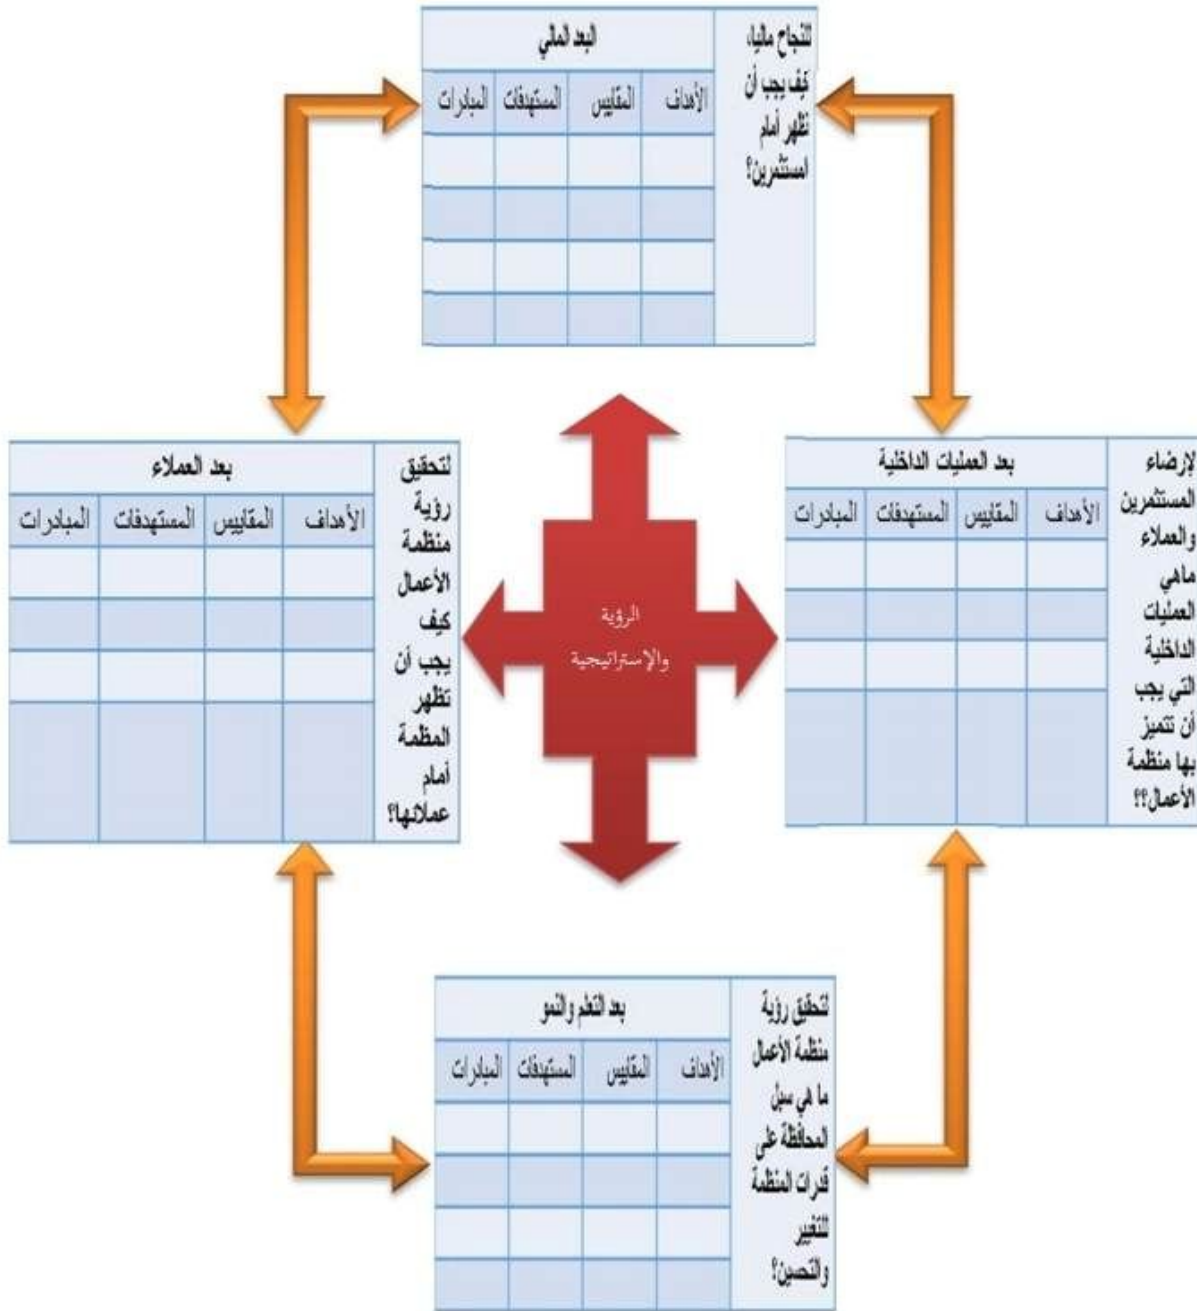 البعد المالي
الأهداف المقاييس المستهدفات المبادرات
للنجاح ماليا،
كيف يجب أن
نظهر أمام
لمستثمرين؟
لإرضاء
المستثمرين
والعملاء
ماهي
العمليات
الداخلية
التي يجب
أن تتميز
بها منظمة
الأعمال؟؟
بعد العمليات الداخلية
الأهداف المقاييس المستهدفات المبادرات
الرؤية
والإستراتيجية
لتحقيق
رؤية
منظمة
الأعمال
كيف
يجب أن
تظهر
المظمة
أمام
عملائها؟
بعد العملاء
الأهداف المقاييس المستهدفات المبادرات
لتحقيق رؤية
منظمة الأعمال
ما هي سبل
المحافظة على
قدرات المنظمة
للتغيير
والتحسين؟
بعد التعلم والنمو
الأهداف المقاييس المستهدفات المبادرات